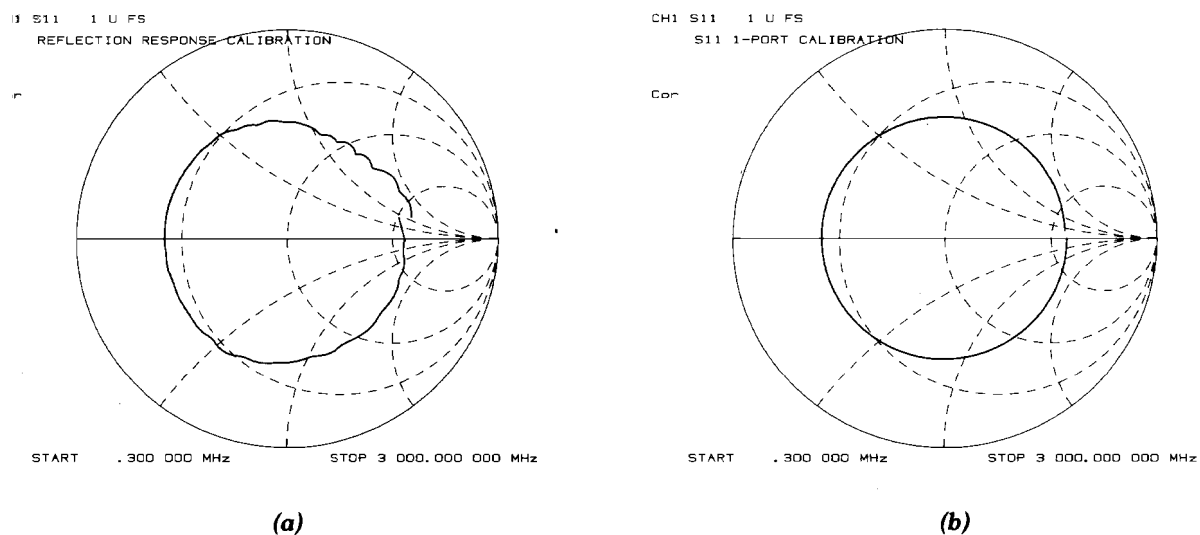 S11 1 U FS
REFLECTION RESPONSE CALIBRATION
START .300 000 MHz STOP 3 000.000 000 MHz
(a)
CH1 S11 1 U FS
S11 1-PORT CALIBRATION
Cor
START .300 000 MHz STOP 3 000.000 000 MHz
(b)